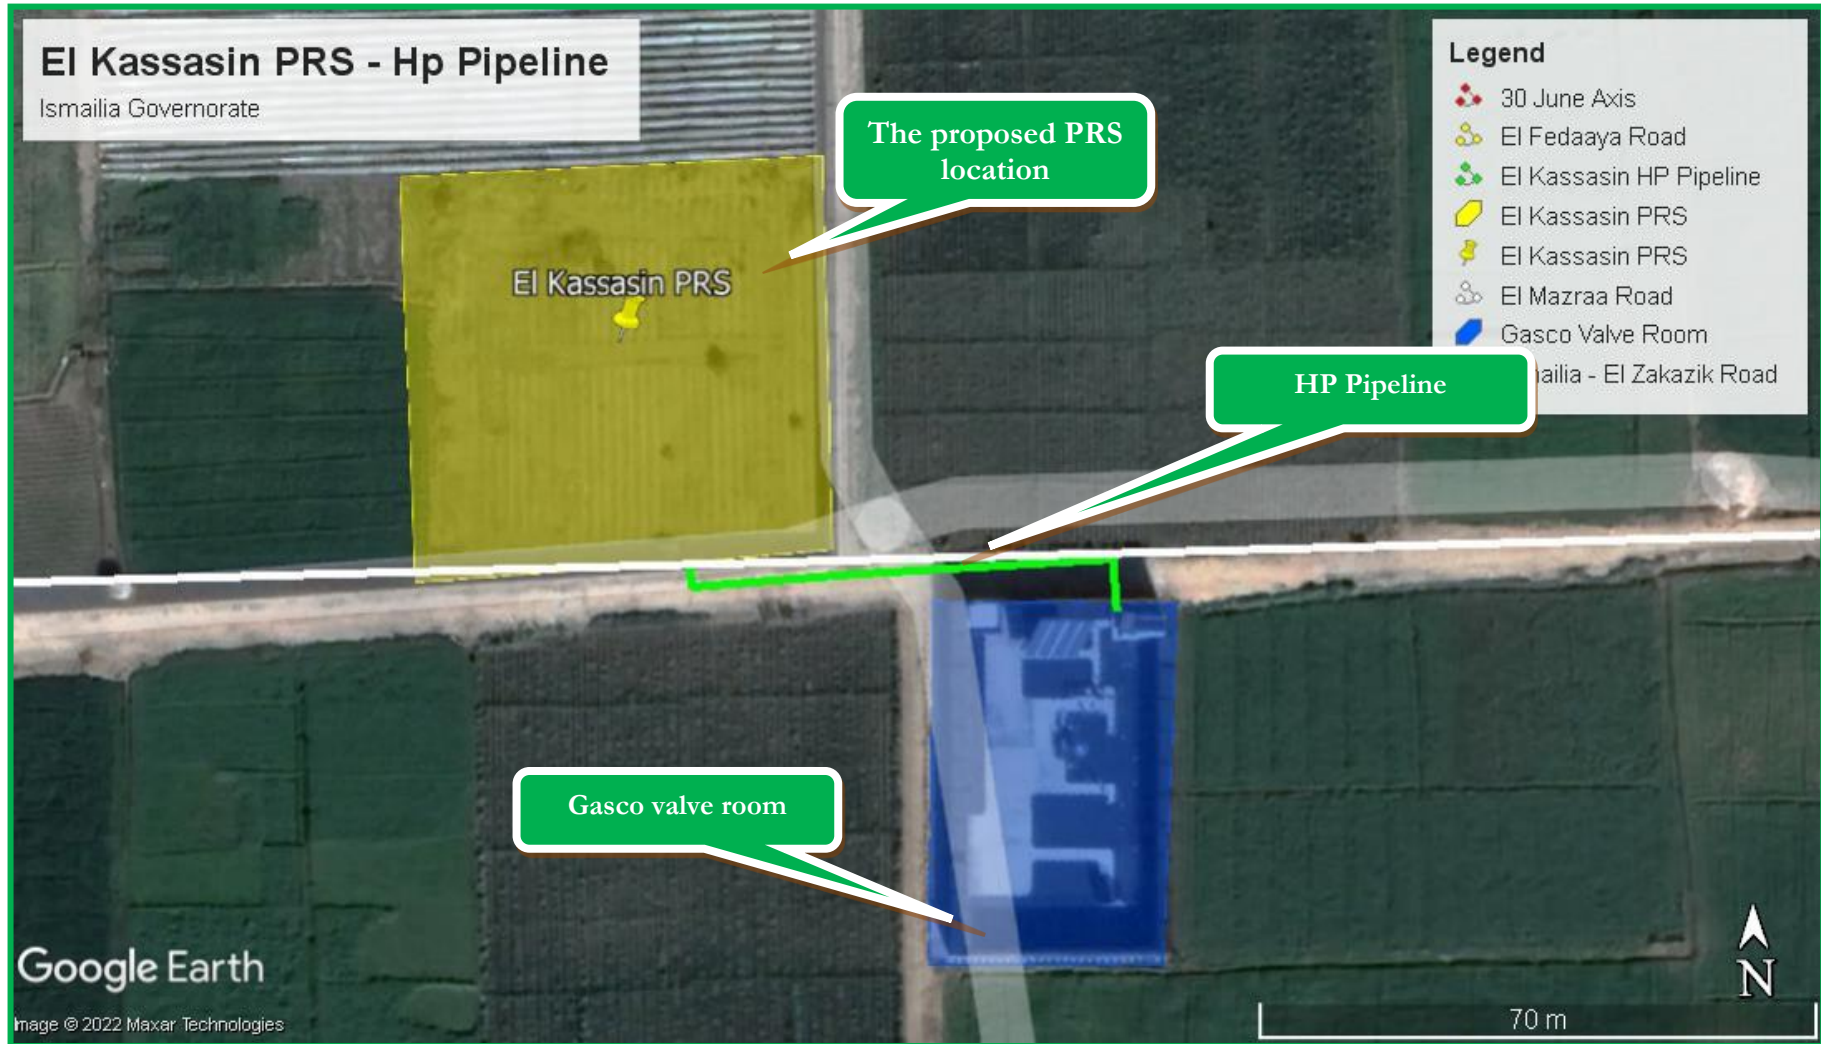 El Kassasin PRS - Hp Pipeline
Ismailia Governorate
The proposed PRS
location
Legend
30 June Axis
El Fedaaya Road
El Kassasin HP Pipeline
El Kassasin PRS
El Kassasin PRS
El Mazraa Road
Gasco Valve Room
ailia - El Zakazik Road
El Kassasin PRS
HP Pipeline
Gasco valve room
Google Earth
Image © 2022 Maxar Technologies
N
70 m